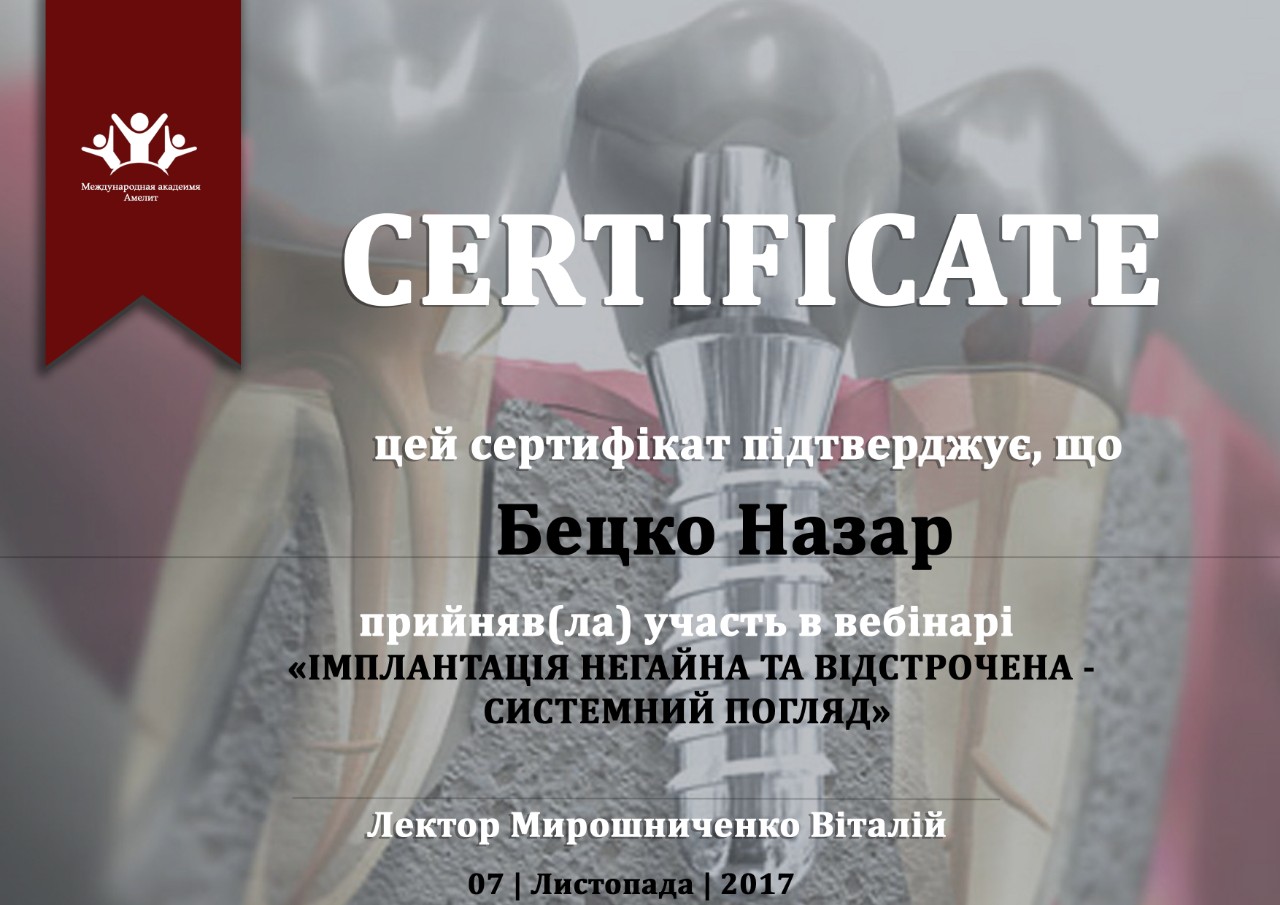 Международная академия
Амелит
CERTIFICATE
цей сертифікат підтверджує, що
Бецко Назар
прийняв(ла) участь в вебінарі
«ІМПЛАНТАЦІЯ НЕГАЙНА ТА ВІДСТРОЧЕНА -
СИСТЕМНИЙ ПОГЛЯД»
Лектор Мирошниченко Віталій
07 | Листопада | 2017